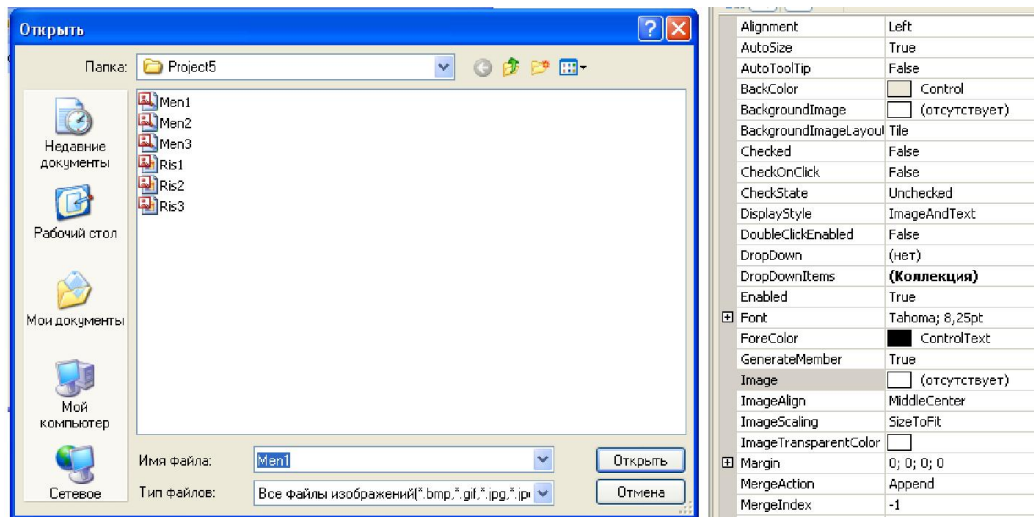 Открыть
Папка: Project5
Недавние документы
Рабочий стол
Мои документы
Мой компьютер
Сетевое
Men1
Men2
Men3
Ris1
Ris2
Ris3
Имя файла: Men1
Открыть
Тип файлов: Все файлы изображений(*.bmp,*.gif,*.jpg,*.jp
Отмена
Alignment Left
AutoSize True
AutoToolTip False
BackColor Control
BackgroundImage (отсутствует)
BackgroundImageLayou Tile
Checked False
CheckOnClick False
CheckState Unchecked
DisplayStyle ImageAndText
DoubleClickEnabled False
DropDown (нет)
DropDownItems (Коллекция)
Enabled True
Font Tahoma; 8,25pt
ForeColor ControlText
GenerateMember True
Image (отсутствует)
ImageAlign MiddleCenter
ImageScaling SizeToFit
ImageTransparentColor
Margin 0; 0; 0; 0
MergeAction Append
MergeIndex -1